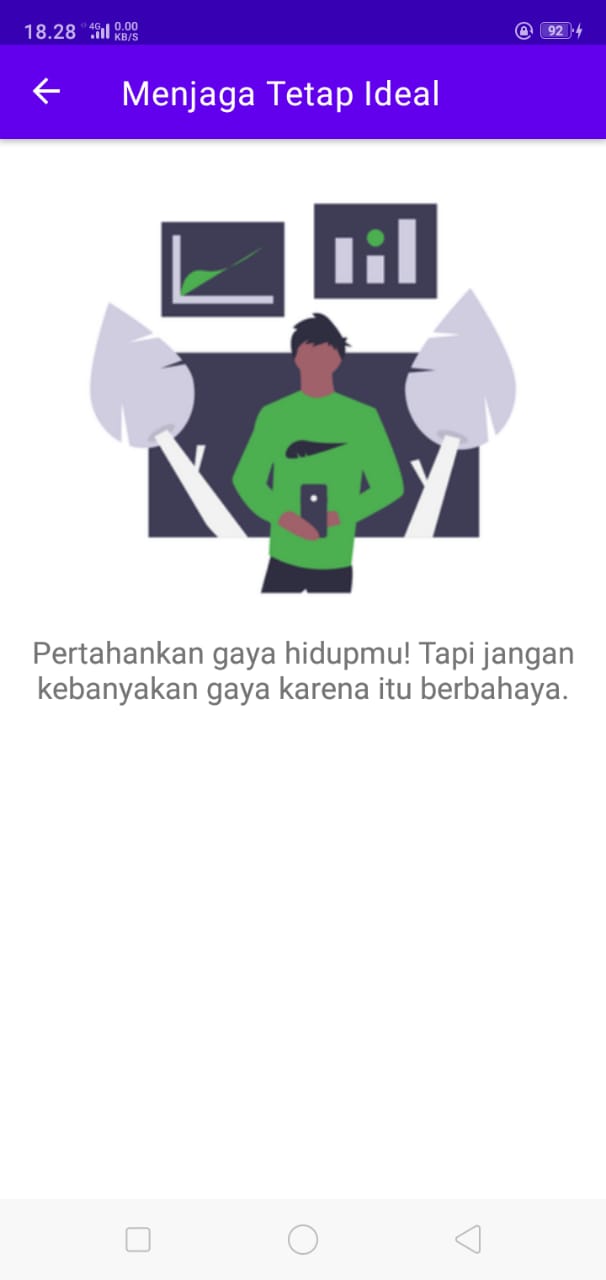 18.28 4G 0.00 KB/S 92
Menjaga Tetap Ideal
Pertahankan gaya hidupmu! Tapi jangan
kebanyakan gaya karena itu berbahaya.